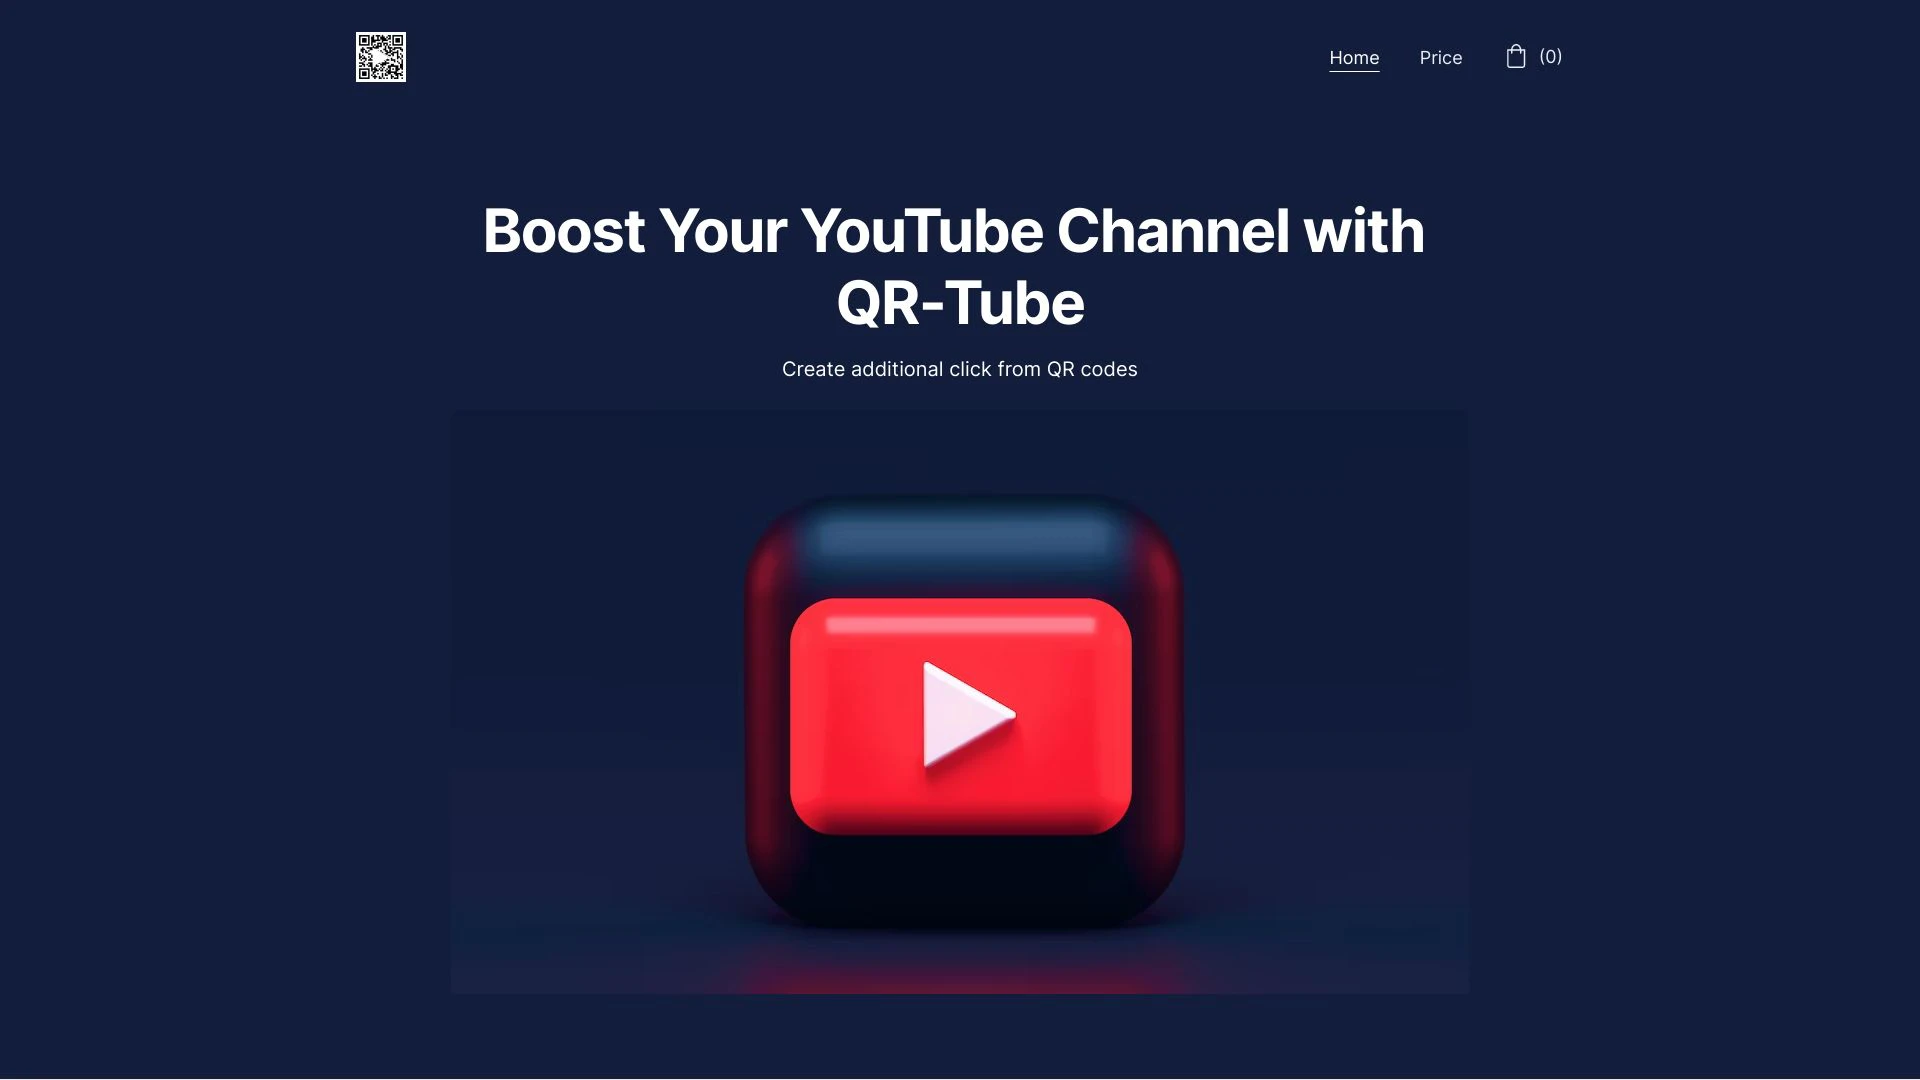 Home
Price
(0)
Boost Your YouTube Channel with
QR-Tube
Create additional click from QR codes